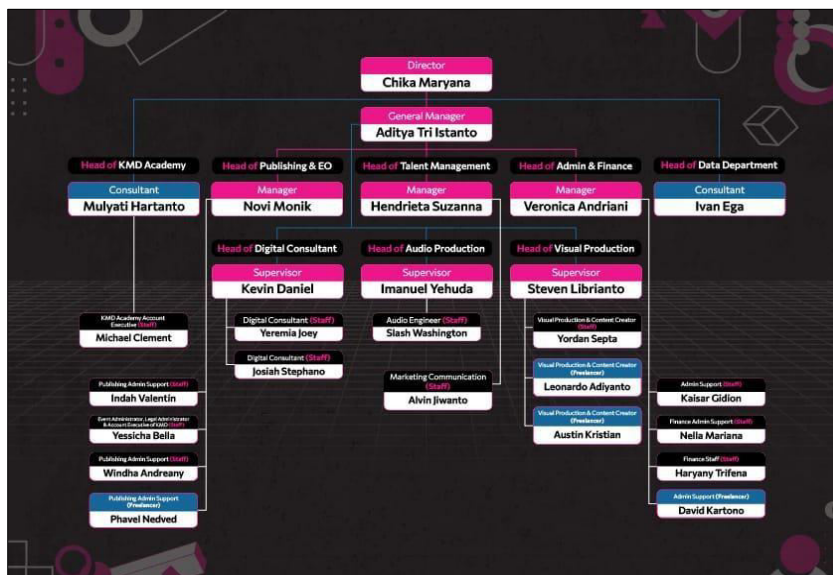 Director
Chika Maryana
General Manager
Aditya Tri Istanto
Head of KMD Academy
Consultant
Mulyati Hartanto
Head of Publishing & EO
Manager
Novi Monik
Head of Talent Management
Manager
Hendrieta Suzanna
Head of Admin & Finance
Manager
Veronica Andriani
Head of Data Department
Consultant
Ivan Ega
Head of Digital Consultant
Supervisor
Kevin Daniel
Head of Audio Production
Supervisor
Imanuel Yehuda
Head of Visual Production
Supervisor
Steven Librianto
KMD Academy Account
Executive (Staff)
Michael Clement
Digital Consultant (Staff)
Yeremia Joey
Digital Consultant (Staff)
Josiah Stephano
Audio Engineer (Staff)
Slash Washington
Marketing Communication
(Staff)
Alvin Jiwanto
Visual Production & Content Creator
(Staff)
Yordan Septa
Visual Production & Content Creator
(Freelancer)
Leonardo Adiyanto
Visual Production & Content Creator
(Freelancer)
Austin Kristian
Publishing Admin Support (Staff)
Indah Valentin
Event Administrator, Legal Administrator
& Account Executive of KMD (Staff)
Yessicha Bella
Publishing Admin Support (Staff)
Windha Andreany
Publishing Admin Support
(Freelancer)
Phavel Nedved
Admin Support (Staff)
Kaisar Gidion
Finance Admin Support (Staff)
Nella Mariana
Finance Staff (Staff)
Haryany Trifena
Admin Support (Freelancer)
David Kartono